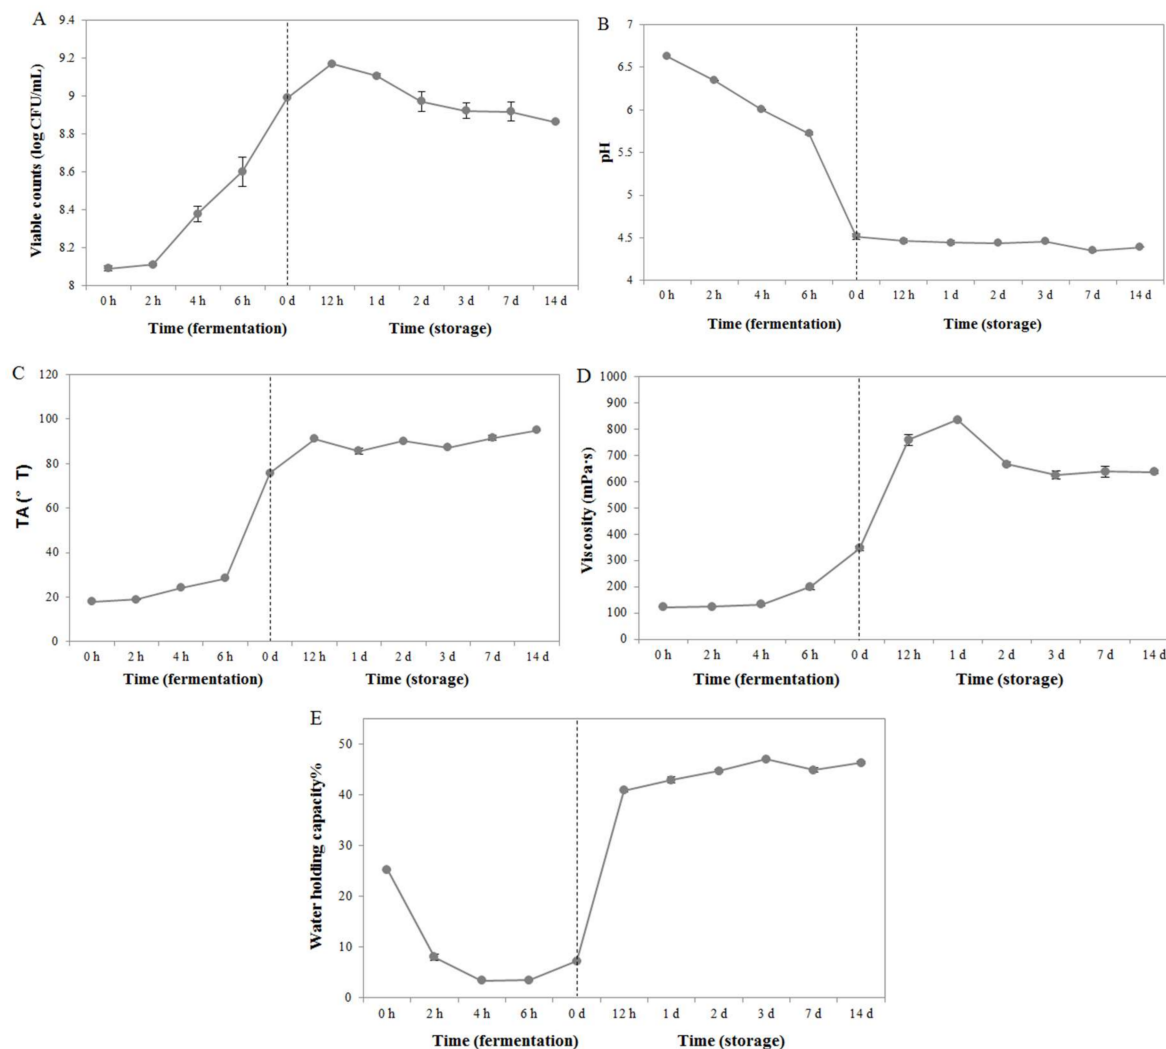 A
Viable counts (log CFU/mL)
9.4
9.2
9
8.8
8.6
8.4
8.2
8
0 h 2 h 4 h 6 h 0 d 12 h 1 d 2 d 3 d 7 d 14 d
Time (fermentation) Time (storage)
B
pH
7
6.5
6
5.5
5
4.5
4
0 h 2 h 4 h 6 h 0 d 12 h 1 d 2 d 3 d 7 d 14 d
Time (fermentation) Time (storage)
C
TA (° T)
120
100
80
60
40
20
0
0 h 2 h 4 h 6 h 0 d 12 h 1 d 2 d 3 d 7 d 14 d
Time (fermentation) Time (storage)
D
Viscosity (mPa·s)
1000
900
800
700
600
500
400
300
200
100
0
0 h 2 h 4 h 6 h 0 d 12 h 1 d 2 d 3 d 7 d 14 d
Time (fermentation) Time (storage)
E
Water holding capacity%
50
40
30
20
10
0
0 h 2 h 4 h 6 h 0 d 12 h 1 d 2 d 3 d 7 d 14 d
Time (fermentation) Time (storage)